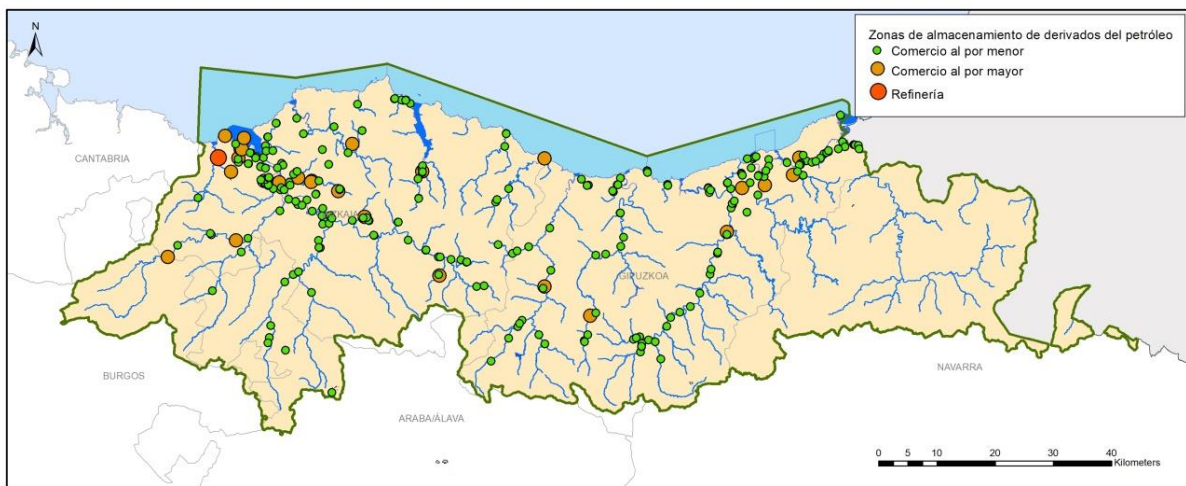 N
Zonas de almacenamiento de derivados del petróleo
Comercio al por menor
Comercio al por mayor
Refinería
CANTABRIA
GIPUZKOA
BURGOS
NAVARRA
ARABA/ÁLAVA
0 5 10 20 30 40
Kilometers